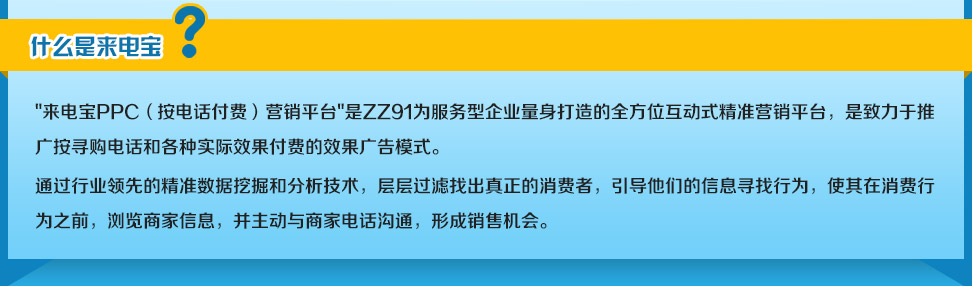 什么是来电宝?
"来电宝PPC（按电话付费）营销平台"是ZZ91为服务型企业量身打造的全方位互动式精准营销平台，是致力于推
广按寻购电话和各种实际效果付费的效果广告模式。
通过行业领先的精准数据挖掘和分析技术，层层过滤找出真正的消费者，引导他们的信息寻找行为，使其在消费行
为之前，浏览商家信息，并主动与商家电话沟通，形成销售机会。